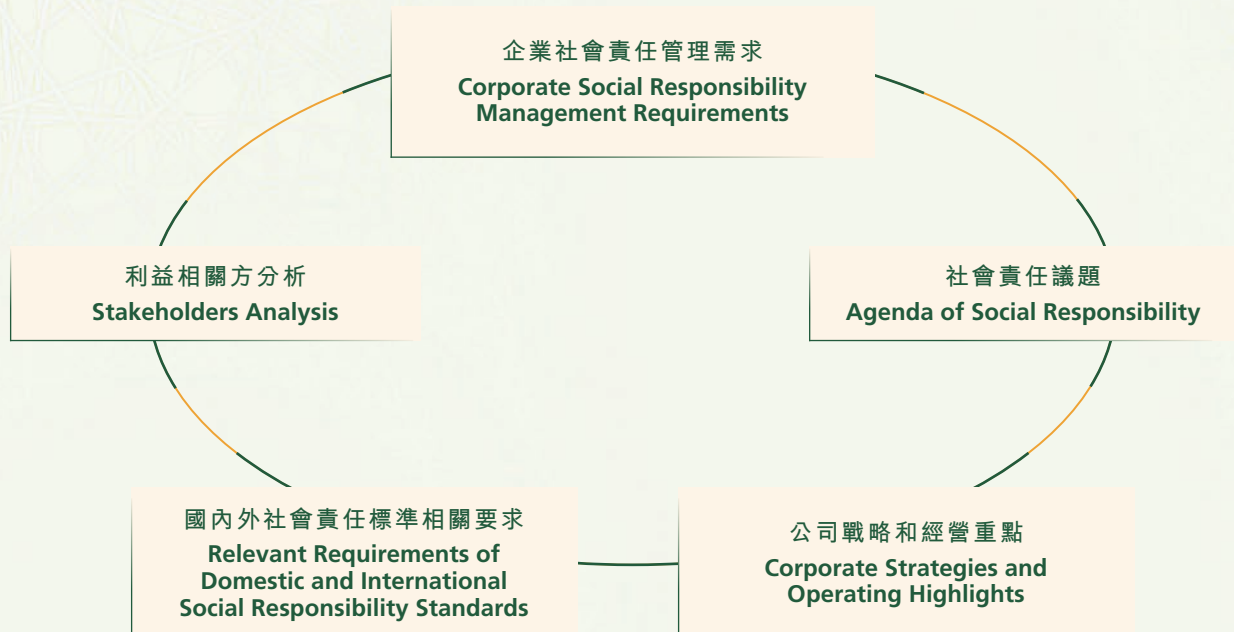 企業社會責任管理需求
Corporate Social Responsibility
Management Requirements
利益相關方分析
Stakeholders Analysis
社會責任議題
Agenda of Social Responsibility
國內外社會責任標準相關要求
Relevant Requirements of
Domestic and International
Social Responsibility Standards
公司戰略和經營重點
Corporate Strategies and
Operating Highlights